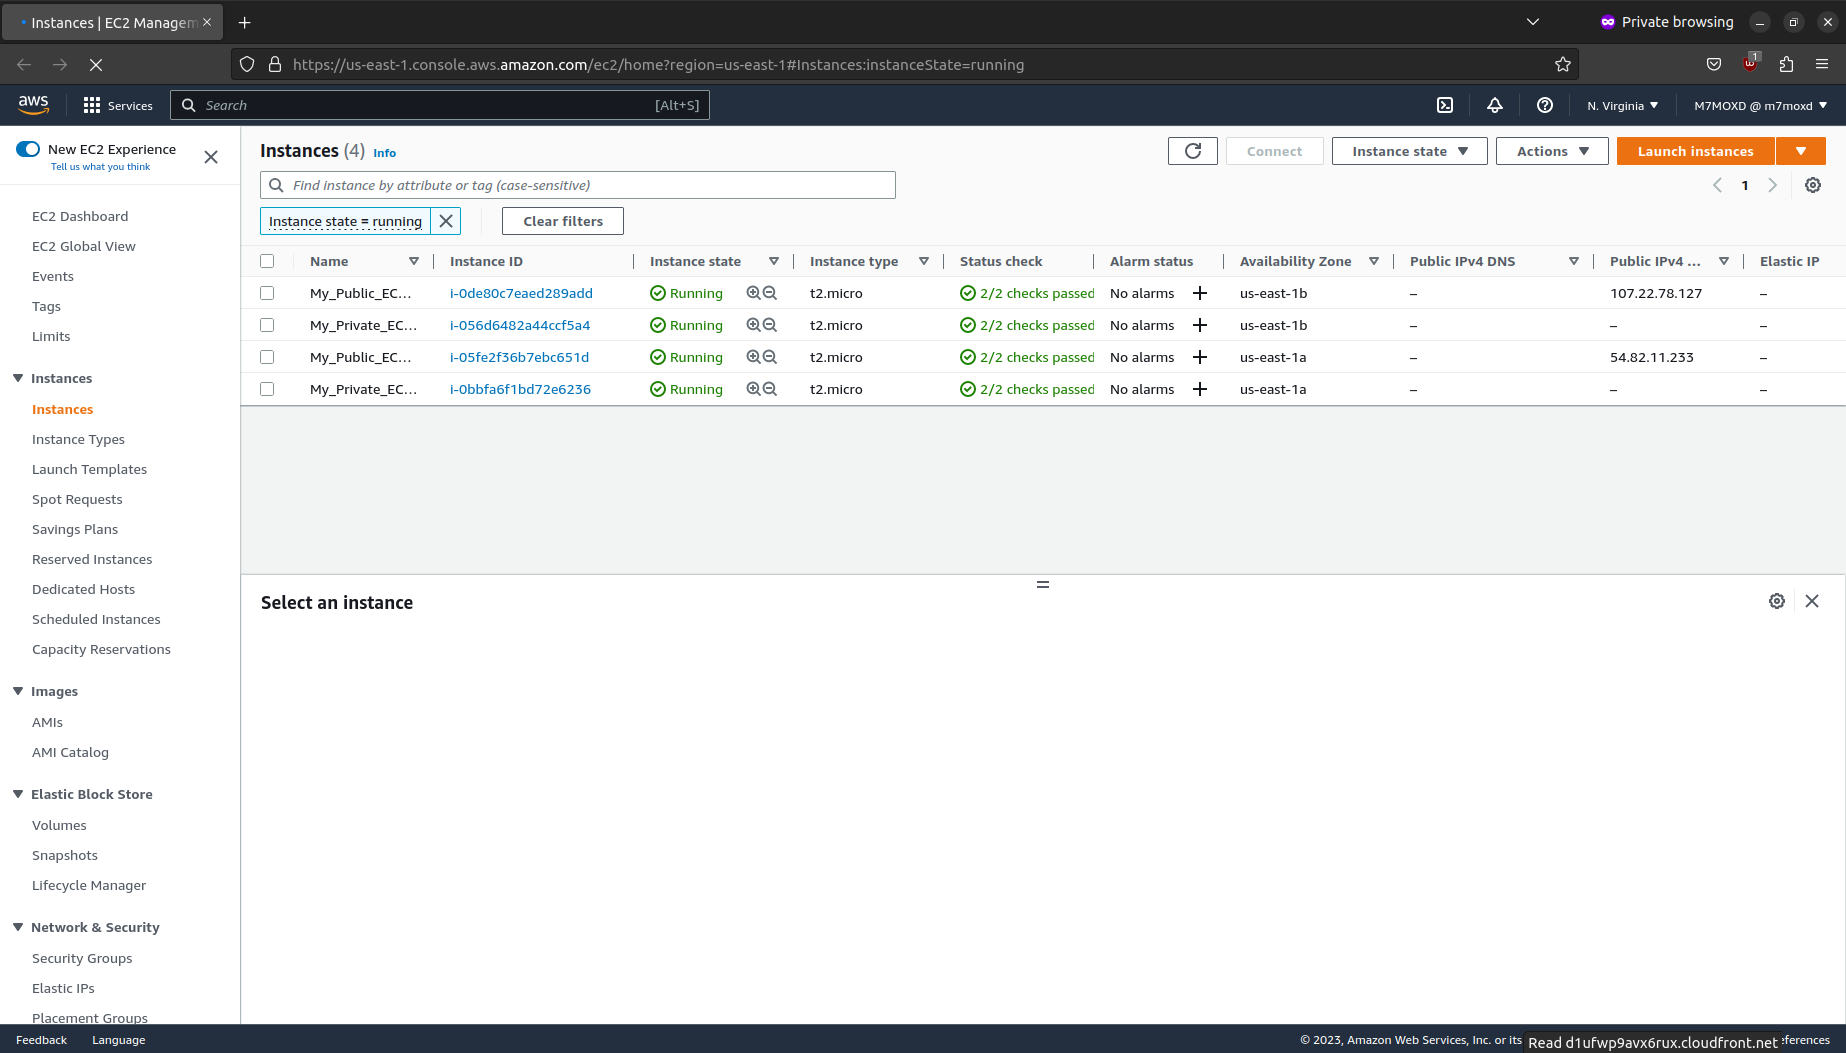 Instances | EC2 Managem
Private browsing
https://us-east-1.console.aws.amazon.com/ec2/home?region=us-east-1#Instances:instanceState=running
1
aws
Services
Search
[Alt+S]
N. Virginia
M7MOXD @ m7moxd
New EC2 Experience
Tell us what you think
EC2 Dashboard
EC2 Global View
Events
Tags
Limits
Instances
Instances
Instance Types
Launch Templates
Spot Requests
Savings Plans
Reserved Instances
Dedicated Hosts
Scheduled Instances
Capacity Reservations
Images
AMIs
AMI Catalog
Elastic Block Store
Volumes
Snapshots
Lifecycle Manager
Network & Security
Security Groups
Elastic IPs
Placement Groups
Instances (4) Info
Connect
Instance state
Actions
Launch instances
Find Instance by attribute or tag (case-sensitive)
1
Instance state = running
Clear filters
Name Instance ID Instance state Instance type Status check Alarm status Availability Zone Public IPv4 DNS Public IPv4 ... Elastic IP
My_Public_EC... i-0de80c7eaed289add Running t2.micro 2/2 checks passed No alarms + us-east-1b – 107.22.78.127 –
My_Private_EC... i-056d6482a44ccf5a4 Running t2.micro 2/2 checks passed No alarms + us-east-1b – – –
My_Public_EC... i-05fe2f36b7ebc651d Running t2.micro 2/2 checks passed No alarms + us-east-1a – 54.82.11.233 –
My_Private_EC... i-0bbfa6f1bd72e6236 Running t2.micro 2/2 checks passed No alarms + us-east-1a – – –
Select an instance
Feedback
Language
© 2023, Amazon Web Services, Inc. or its
Read d1ufwp9avx6rux.cloudfront.net
eferences